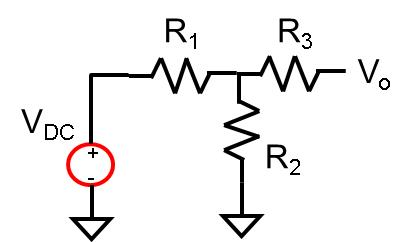 R1
R3
Vo
VDC
+
-
R2